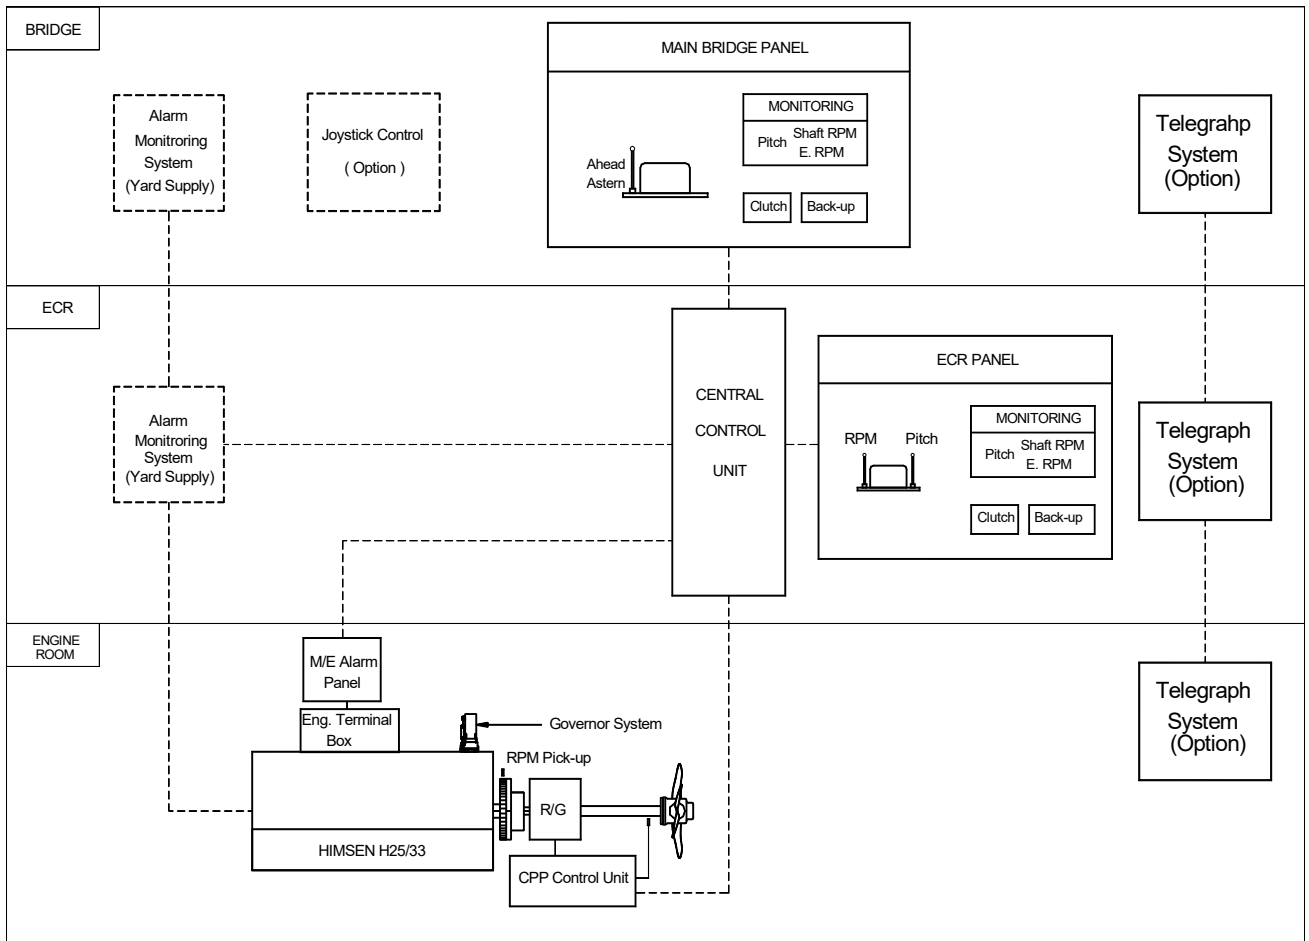 BRIDGE
MAIN BRIDGE PANEL
Alarm
Monitroring
System
(Yard Supply)
Joystick Control
( Option )
MONITORING
Pitch
Shaft RPM
E. RPM
Ahead
Astern
Clutch
Back-up
Telegrahp
System
(Option)
ECR
CENTRAL
CONTROL
UNIT
ECR PANEL
Alarm
Monitroring
System
(Yard Supply)
RPM
Pitch
MONITORING
Pitch
Shaft RPM
E. RPM
Clutch
Back-up
Telegraph
System
(Option)
ENGINE
ROOM
M/E Alarm
Panel
Eng. Terminal
Box
Governor System
RPM Pick-up
R/G
HIMSEN H25/33
CPP Control Unit
Telegraph
System
(Option)